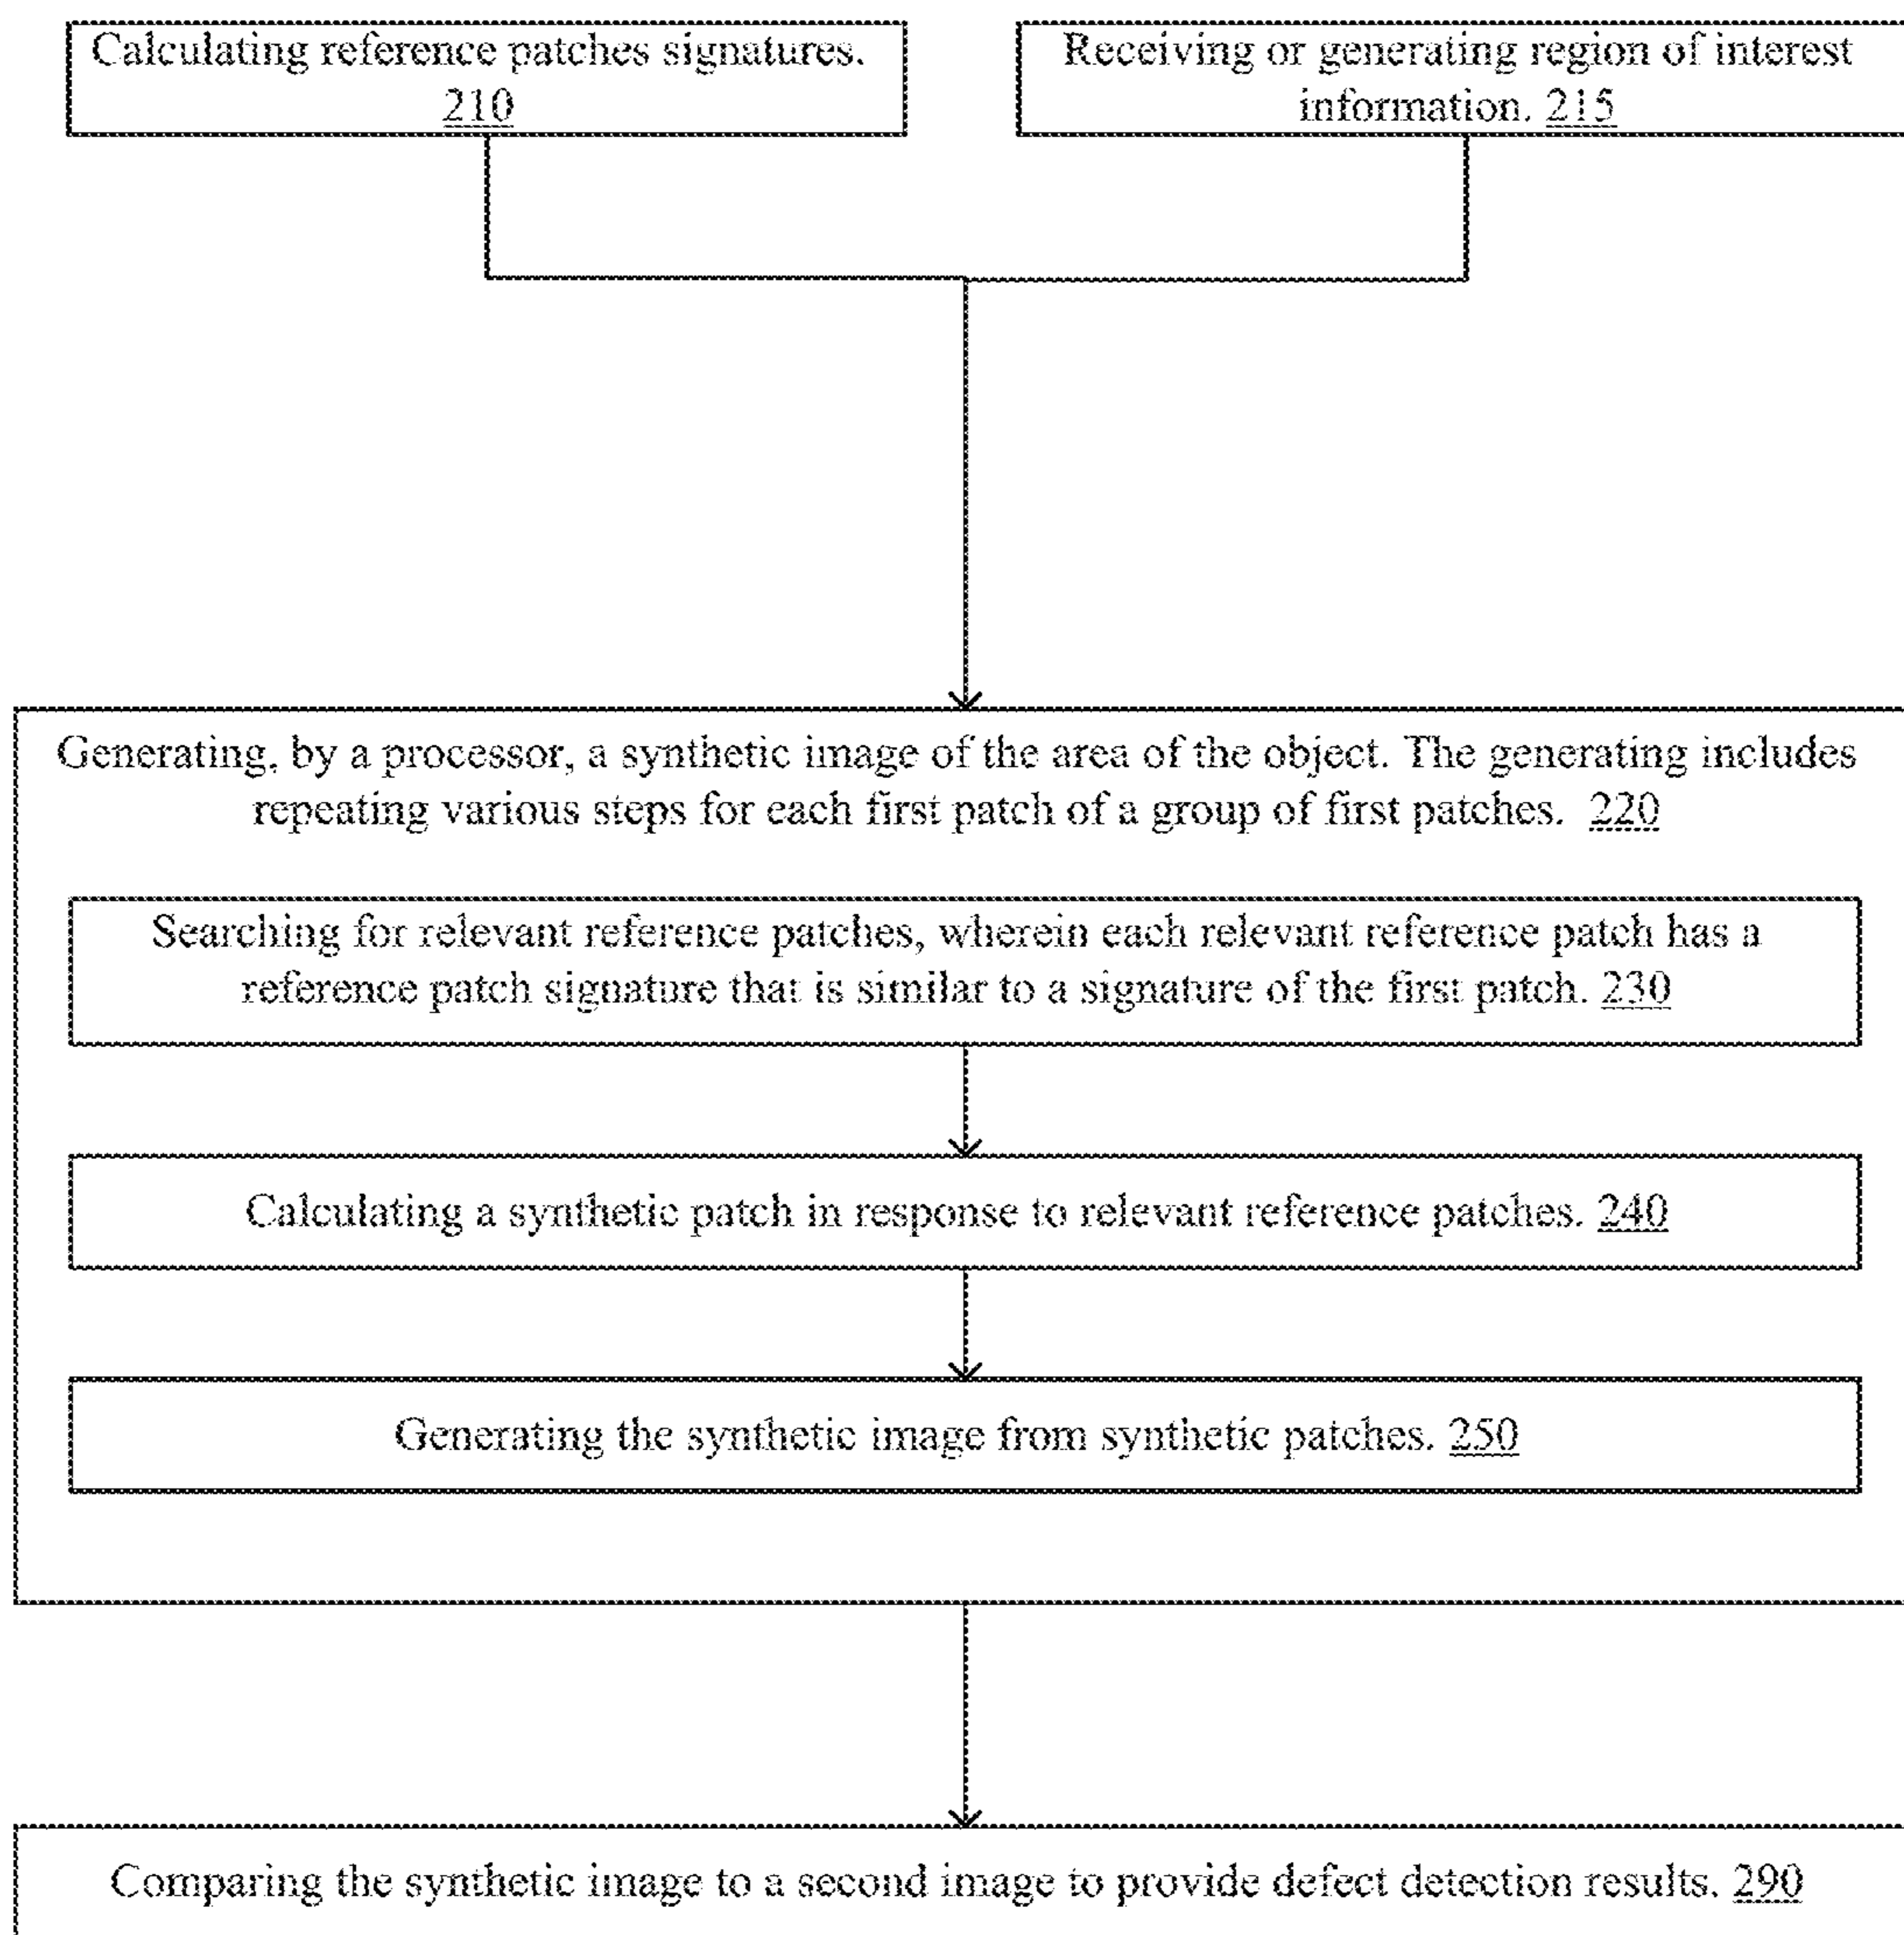 Calculating reference patches signatures.
210
Receiving or generating region of interest
information. 215
Generating, by a processor, a synthetic image of the area of the object. The generating includes
repeating various steps for each first patch of a group of first patches. 220
Searching for relevant reference patches, wherein each relevant reference patch has a
reference patch signature that is similar to a signature of the first patch. 230
Calculating a synthetic patch in response to relevant reference patches. 240
Generating the synthetic image from synthetic patches. 250
Comparing the synthetic image to a second image to provide defect detection results. 290